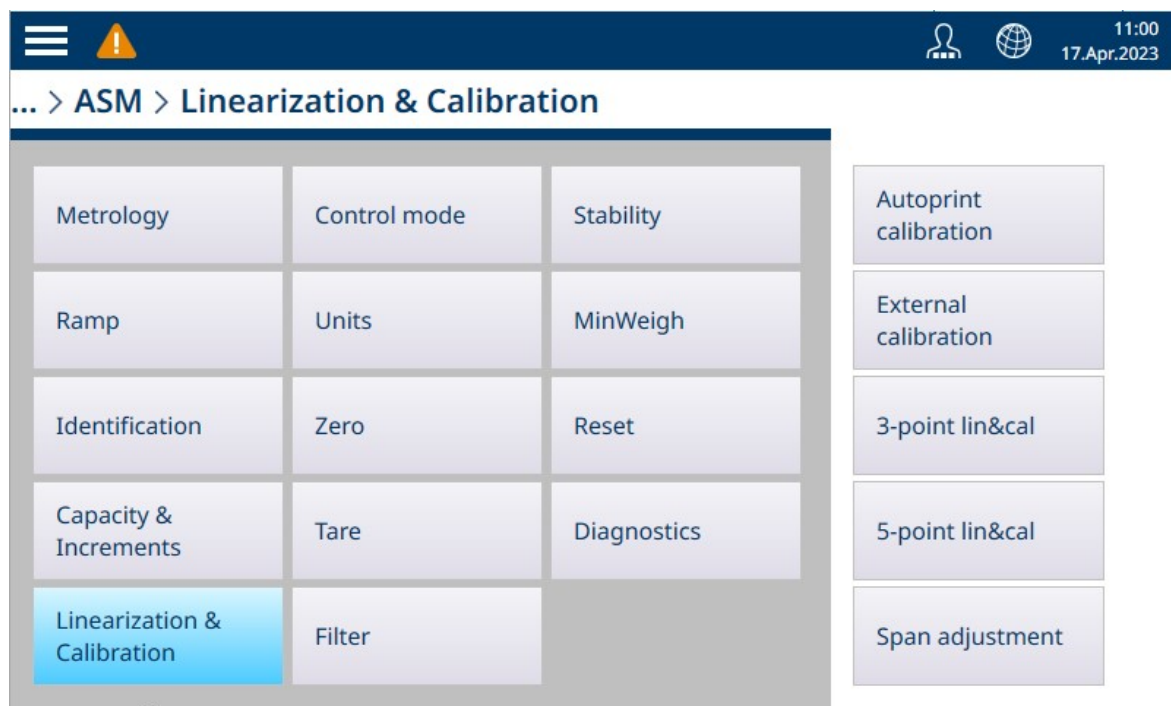 11:00
17.Apr.2023
... > ASM > Linearization & Calibration
Metrology
Control mode
Stability
Autoprint
calibration
Ramp
Units
MinWeigh
External
calibration
Identification
Zero
Reset
3-point lin&cal
Capacity &
Increments
Tare
Diagnostics
5-point lin&cal
Linearization &
Calibration
Filter
Span adjustment